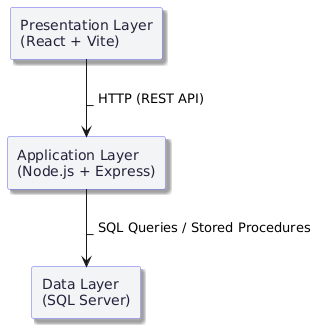 Presentation Layer
(React + Vite)
HTTP (REST API)
Application Layer
(Node.js + Express)
SQL Queries / Stored Procedures
Data Layer
(SQL Server)